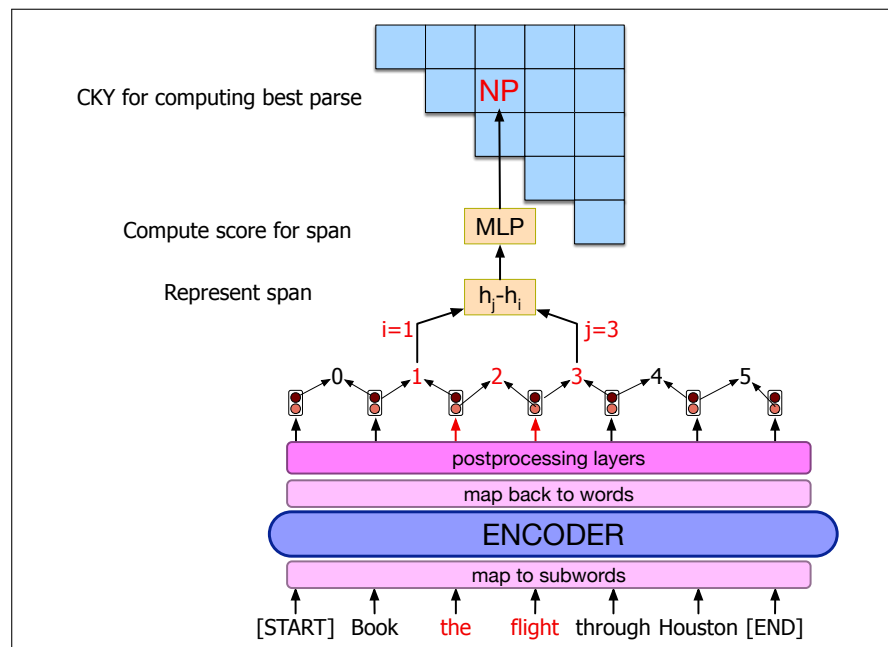 NP
CKY for computing best parse
Compute score for span
MLP
Represent span
hj-hi
i=1
j=3
0 1 2 3 4 5
postprocessing layers
map back to words
ENCODER
map to subwords
[START] Book the flight through Houston [END]